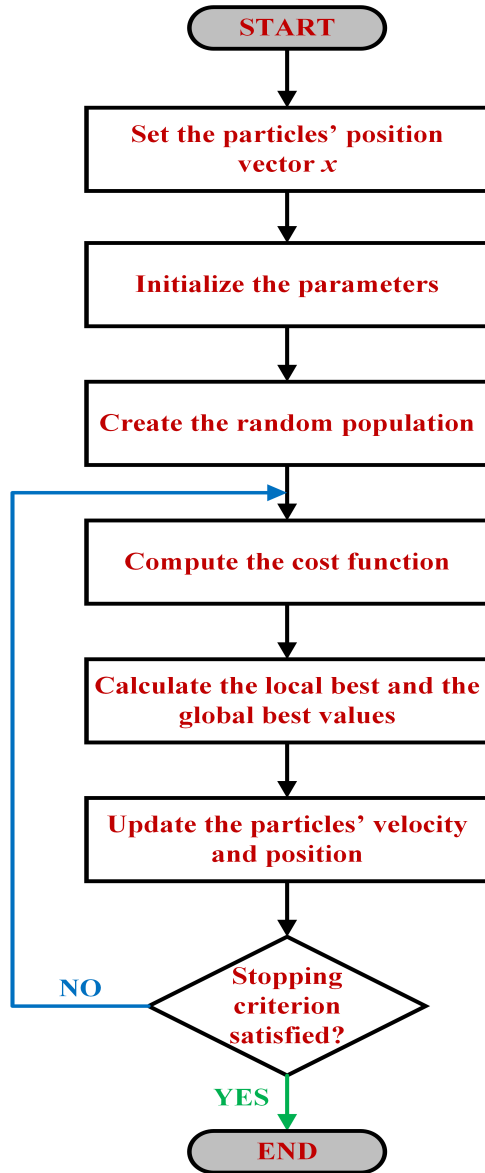 START
Set the particles’ position
vector x
Initialize the parameters
Create the random population
Compute the cost function
Calculate the local best and the
global best values
Update the particles’ velocity
and position
Stopping
criterion
satisfied?
NO
YES
END